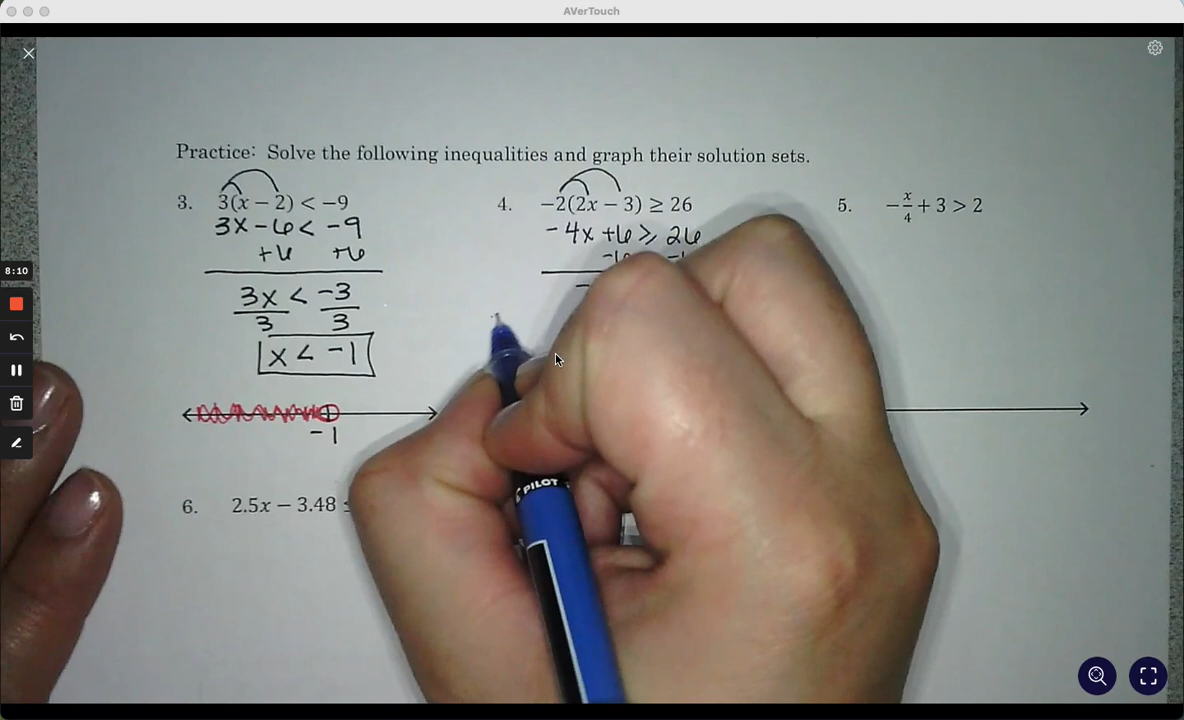 AVerTouch
Practice: Solve the following inequalities and graph their solution sets.
3. 3(x − 2) < −9
3x − 6 < −9
+6 +6
3x < −3
3 3
x < −1
−1
4. −2(2x − 3) ≥ 26
−4x + 6 ≥ 26
5. −x/4 + 3 > 2
6. 2.5x − 3.48
8:10
PILOT